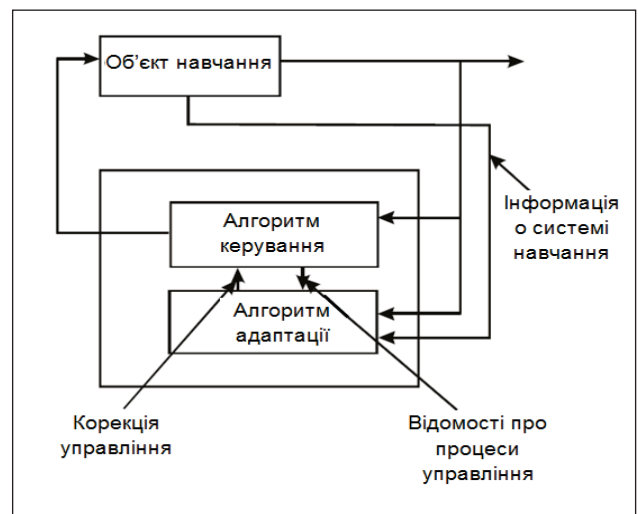 Об’єкт навчання
Алгоритм
керування
Інформація
о системі
навчання
Алгоритм
адаптації
Корекція
управління
Відомості про
процеси
управління